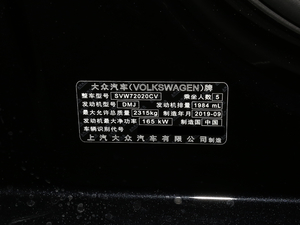 大众汽车(VOLKSWAGEN)牌
整车型号 SVW72020CV 乘坐人数 5
发动机型号 DMJ 发动机排量 1984 mL
最大允许总质量 2315kg 制造年月 2019-09
发动机最大净功率 165 kW 制造国 中国
车辆识别代号
上汽大众汽车有限公司 制造